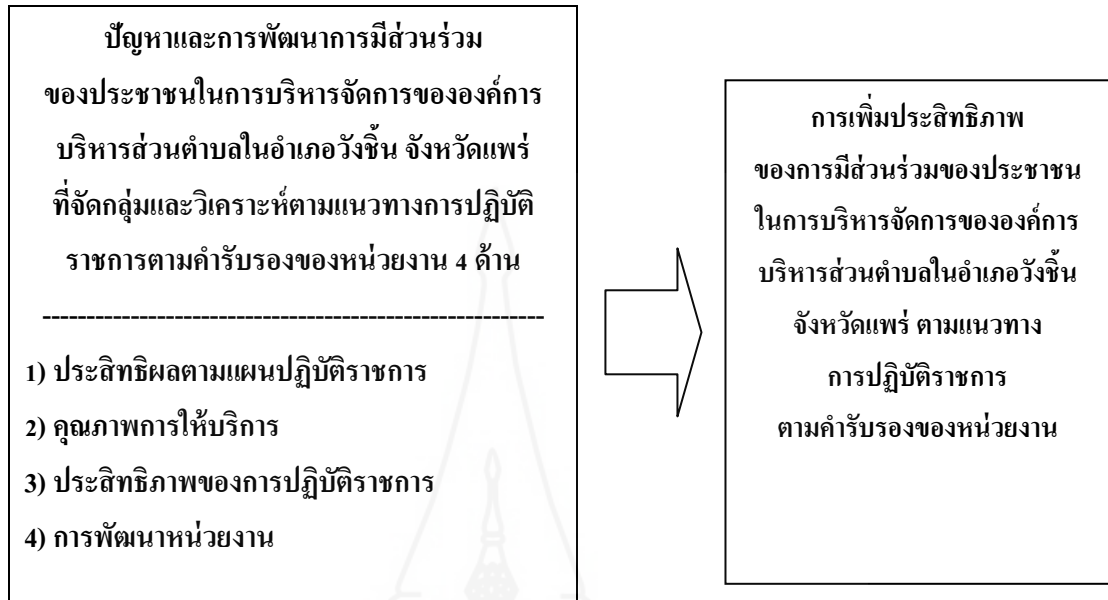 ปัญหาและการพัฒนาการมีส่วนร่วม
ของประชาชนในการบริหารจัดการขององค์การ
บริหารส่วนตำบลในอำเภอวังชิ้น จังหวัดแพร่
ที่จัดกลุ่มและวิเคราะห์ตามแนวทางการปฏิบัติ
ราชการตามคำรับรองของหน่วยงาน 4 ด้าน
---------------------------------------------------------
1) ประสิทธิผลตามแผนปฏิบัติราชการ
2) คุณภาพการให้บริการ
3) ประสิทธิภาพของการปฏิบัติราชการ
4) การพัฒนาหน่วยงาน
การเพิ่มประสิทธิภาพ
ของการมีส่วนร่วมของประชาชน
ในการบริหารจัดการขององค์การ
บริหารส่วนตำบลในอำเภอวังชิ้น
จังหวัดแพร่ ตามแนวทาง
การปฏิบัติราชการ
ตามคำรับรองของหน่วยงาน